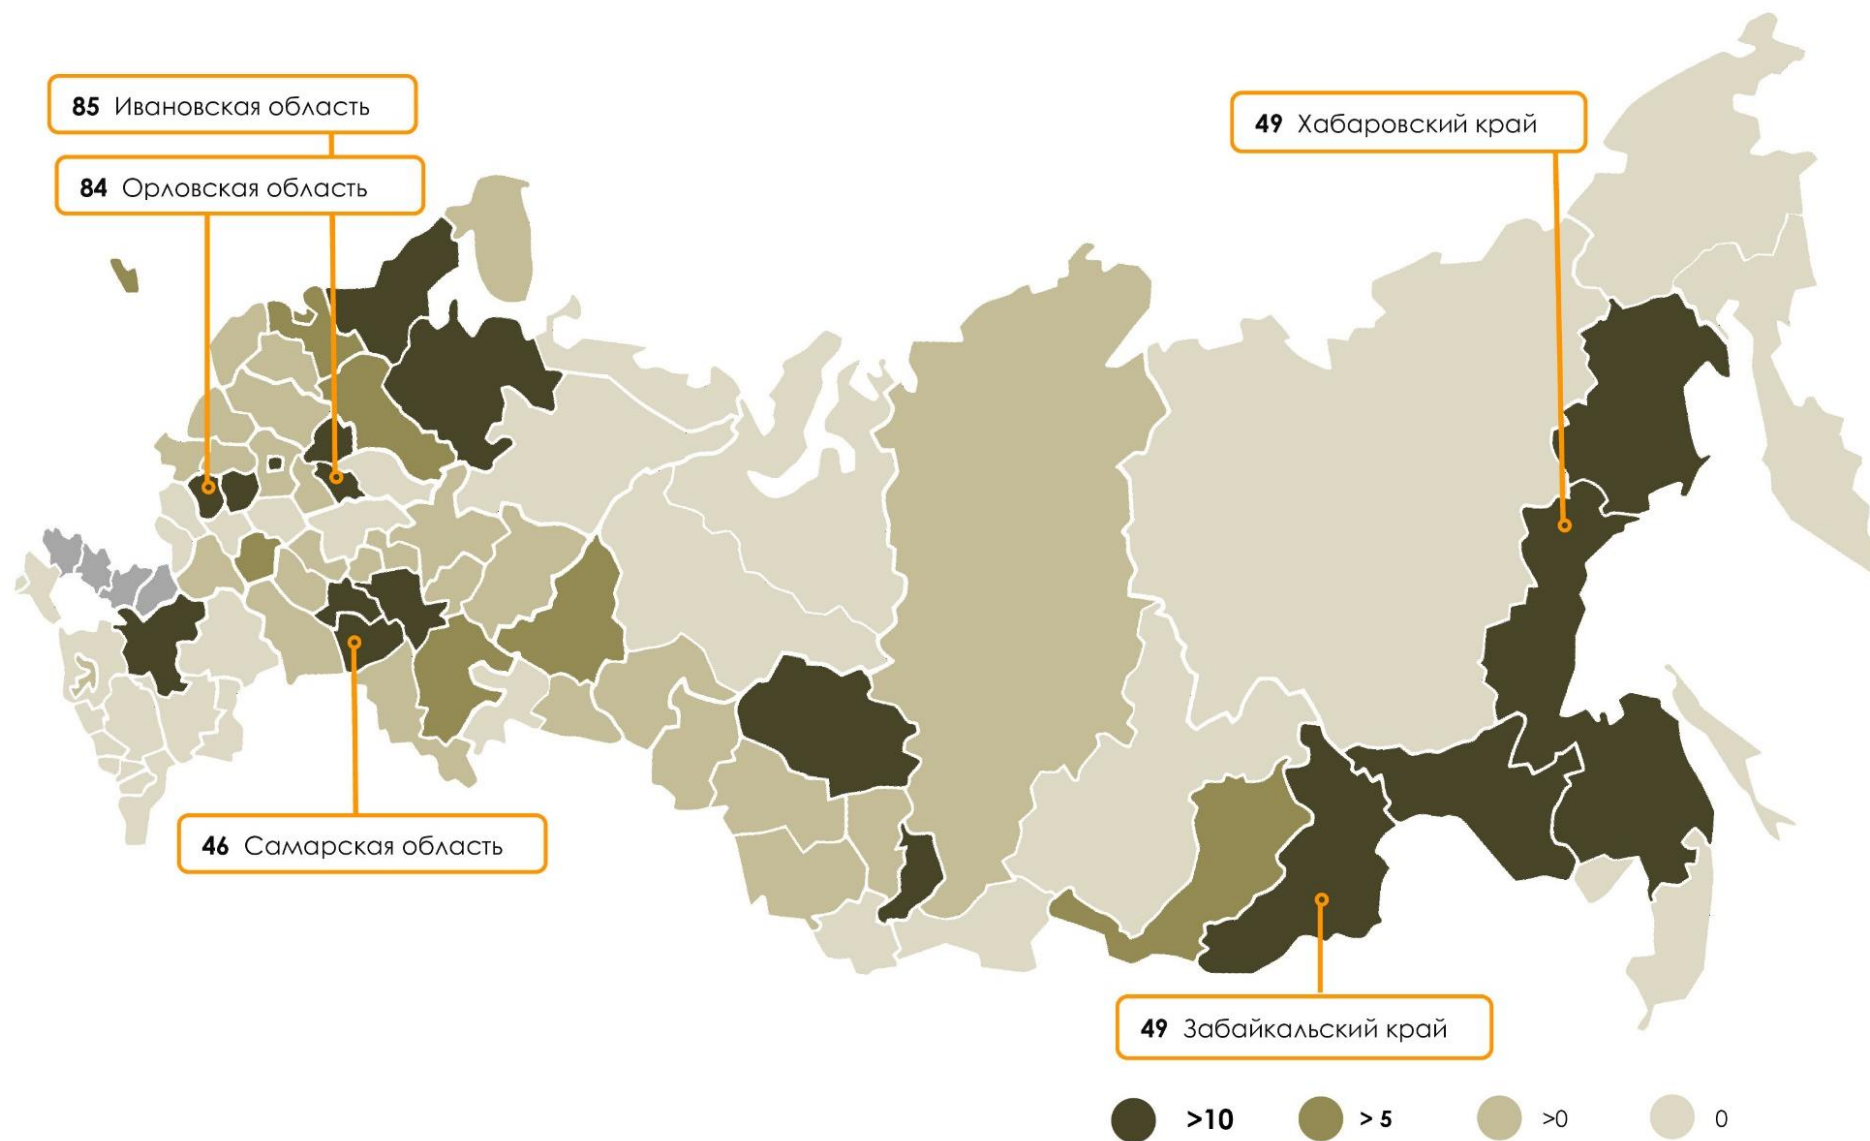 85 Ивановская область
84 Орловская область
49 Хабаровский край
46 Самарская область
49 Забайкальский край
>10
> 5
>0
0